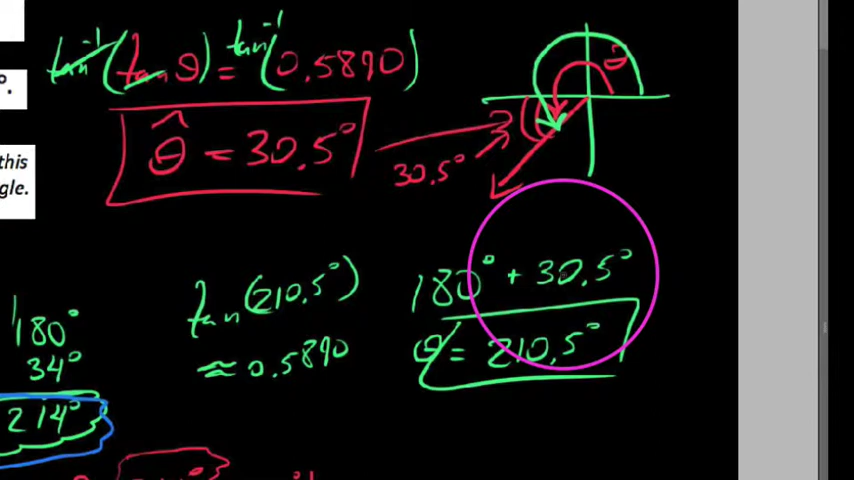 tan⁻¹(tan θ) = tan⁻¹(0.5890)
θ
°.
θ̂ = 30.5°
30.5°
this
gle.
180° + 30.5°
tan(210.5°)
≈ 0.5890
θ = 210.5°
180°
34°
214°